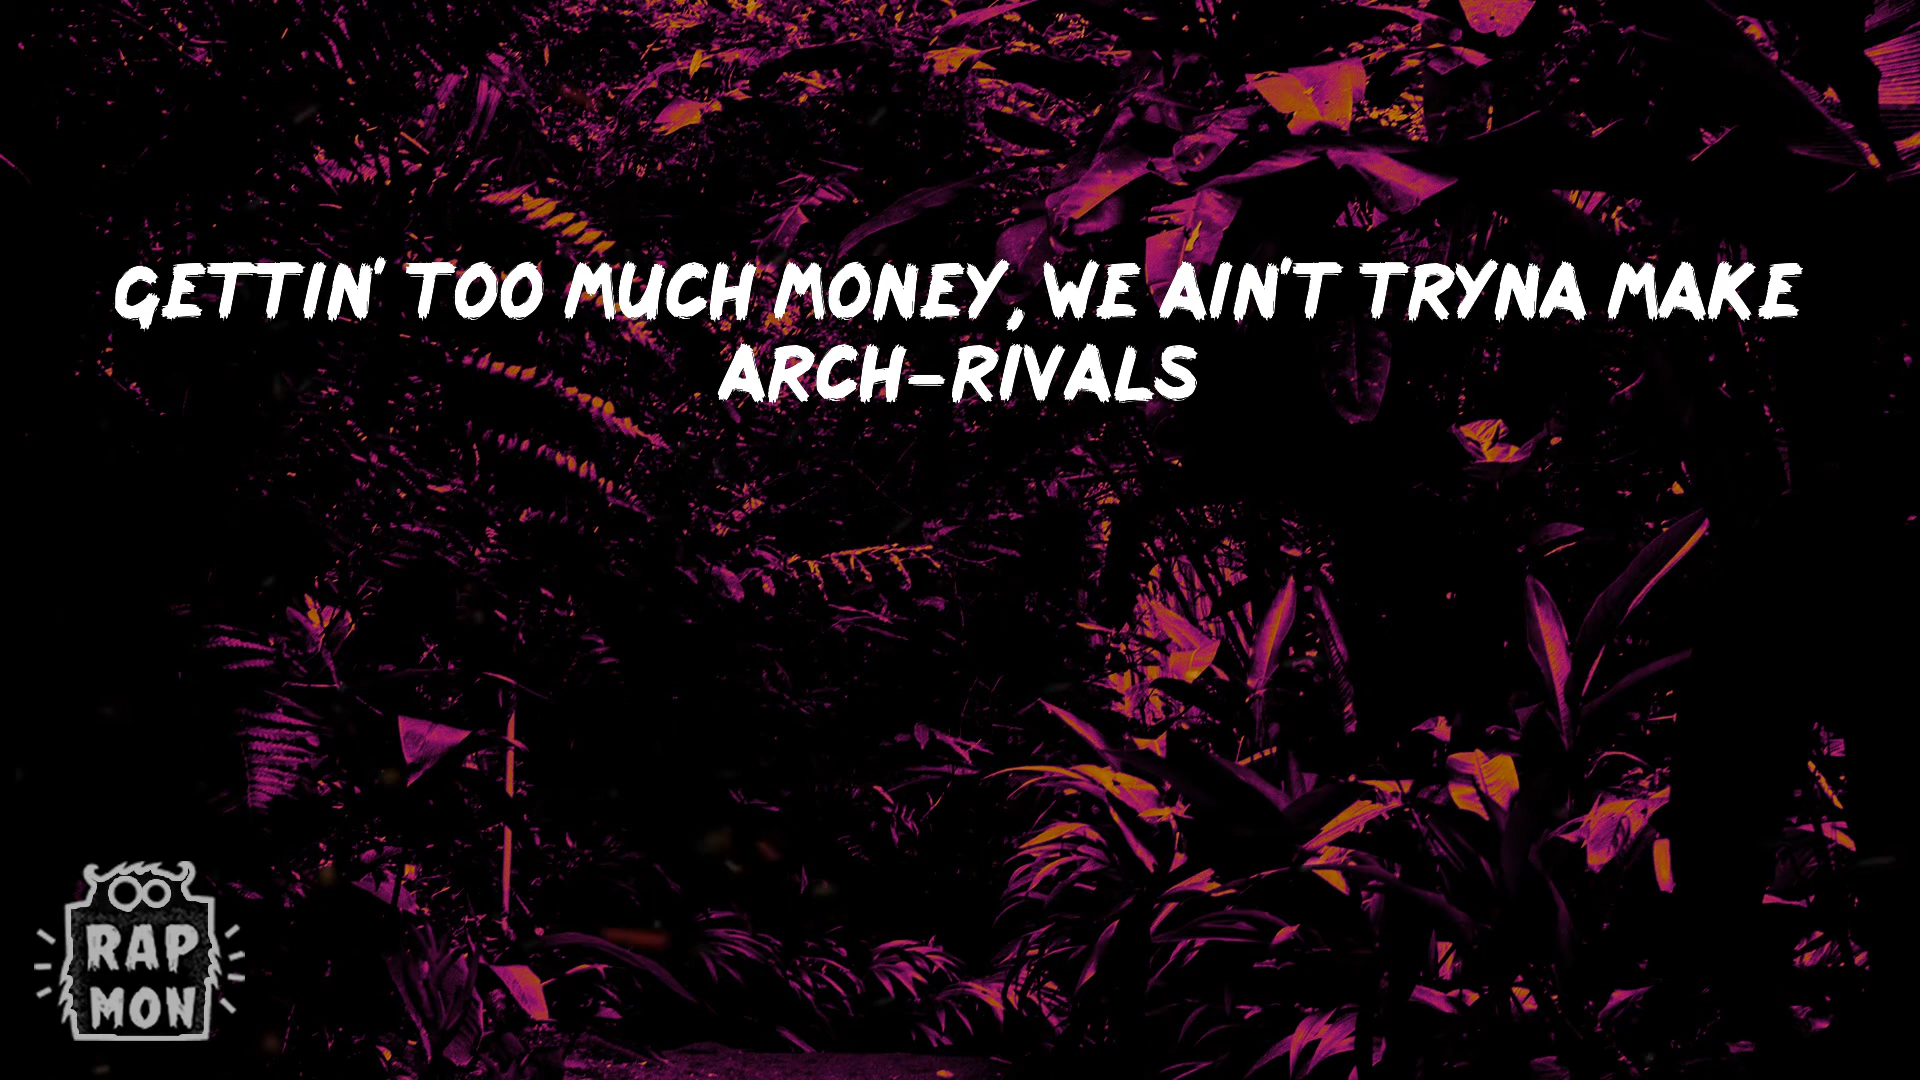 GETTIN' TOO MUCH MONEY, WE AIN'T TRYNA MAKE
ARCH-RIVALS
RAP
MON